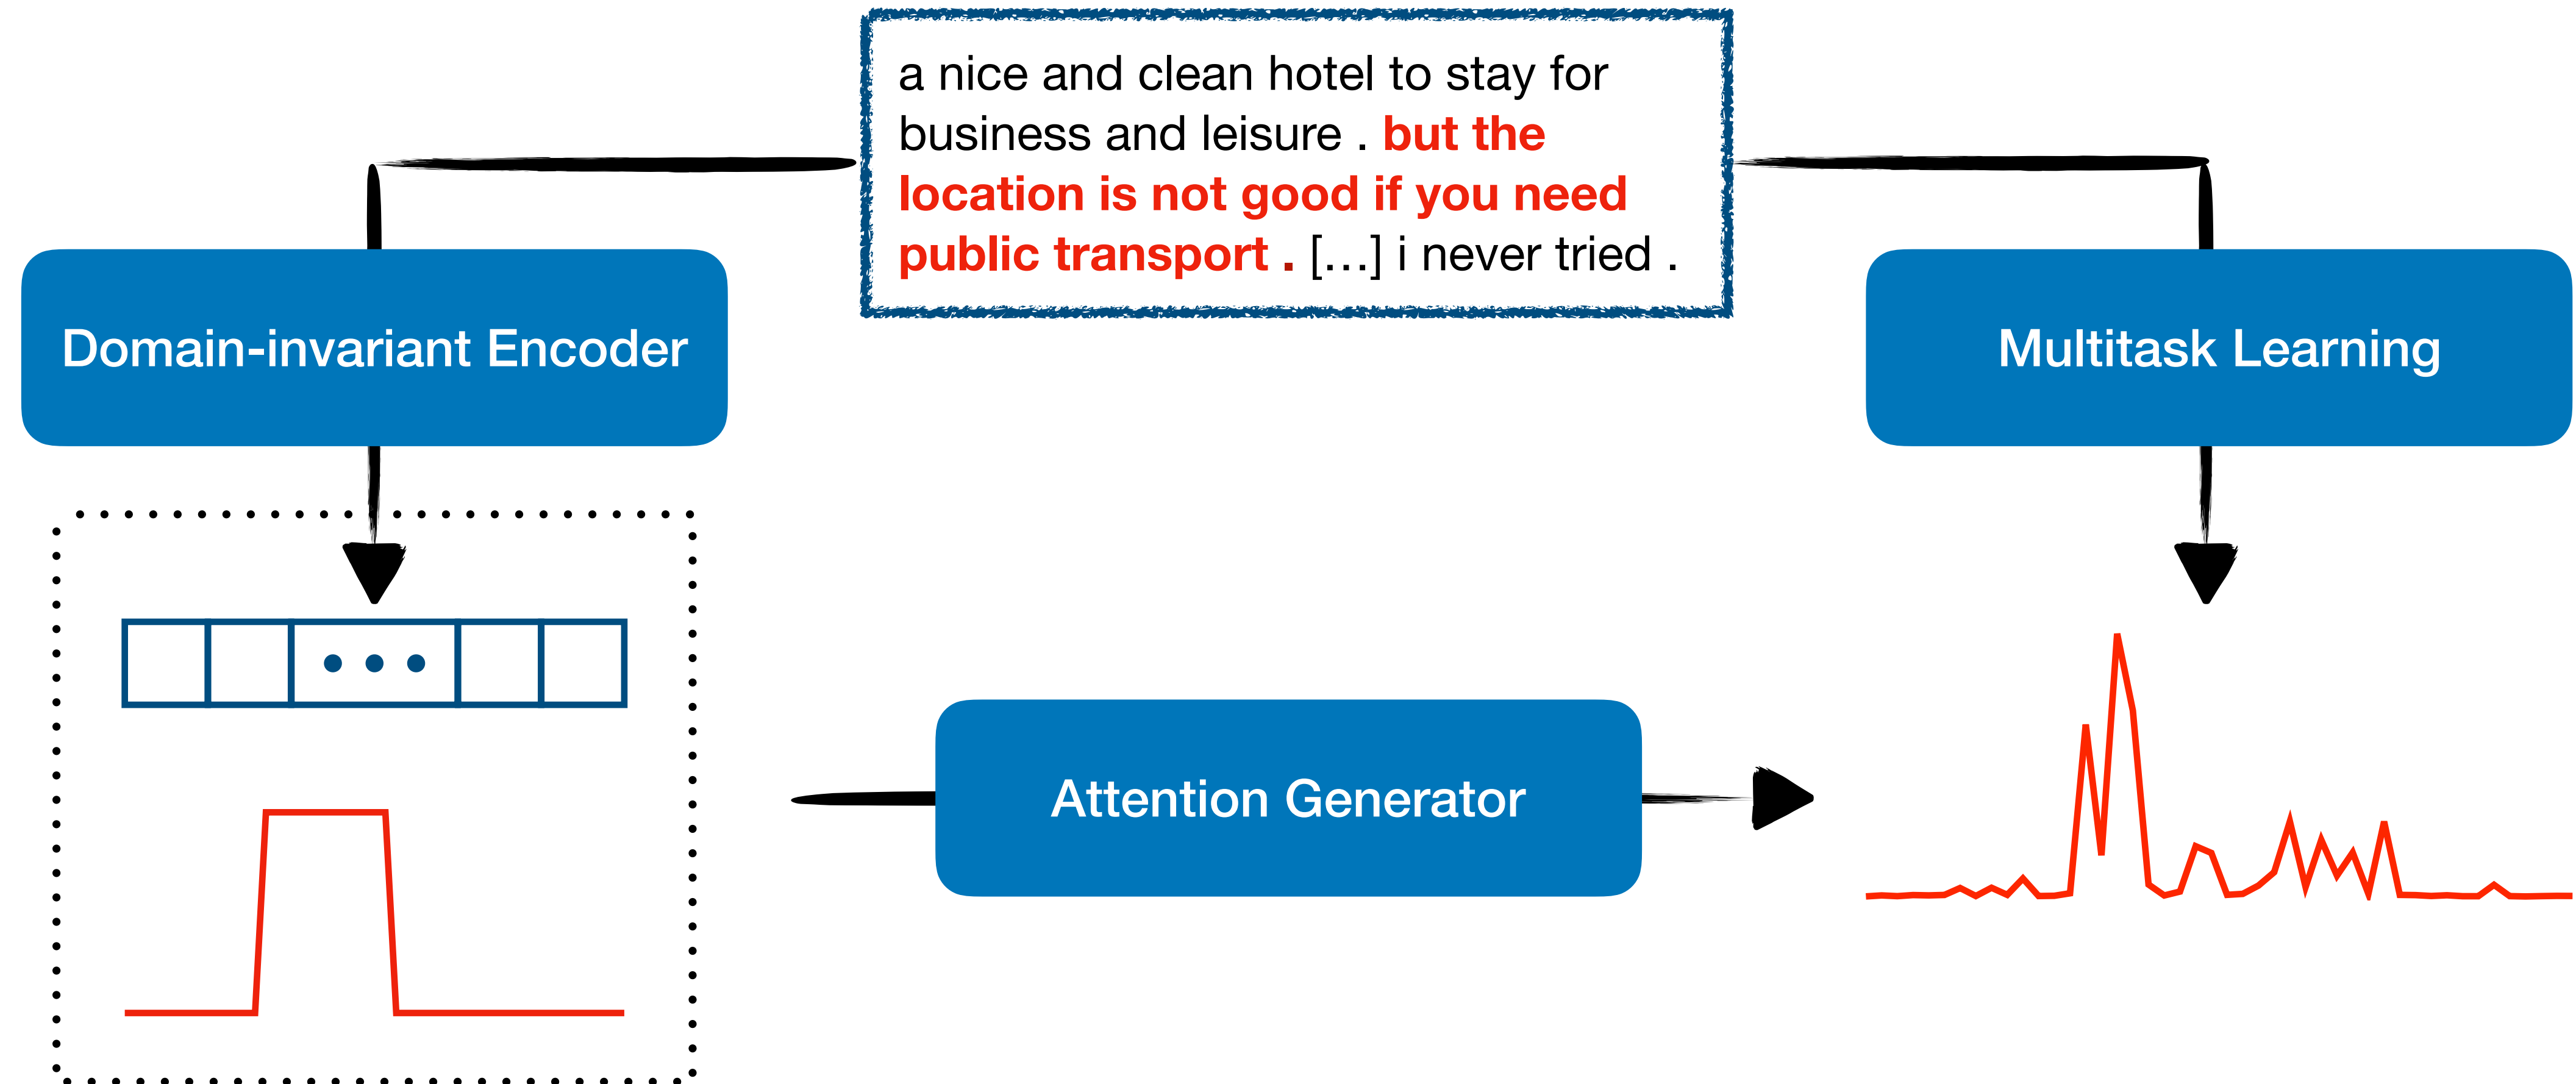 a nice and clean hotel to stay for
business and leisure . but the
location is not good if you need
public transport . […] i never tried .
Domain-invariant Encoder
Multitask Learning
Attention Generator